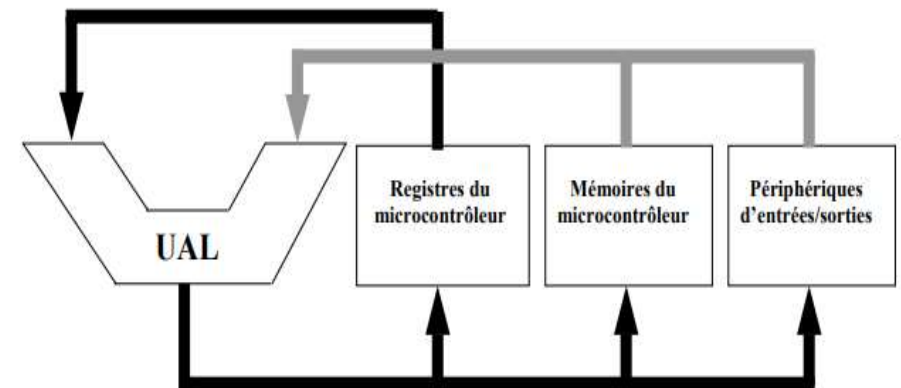 UAL
Registres du
microcontrôleur
Mémoires du
microcontrôleur
Périphériques
d'entrées/sorties